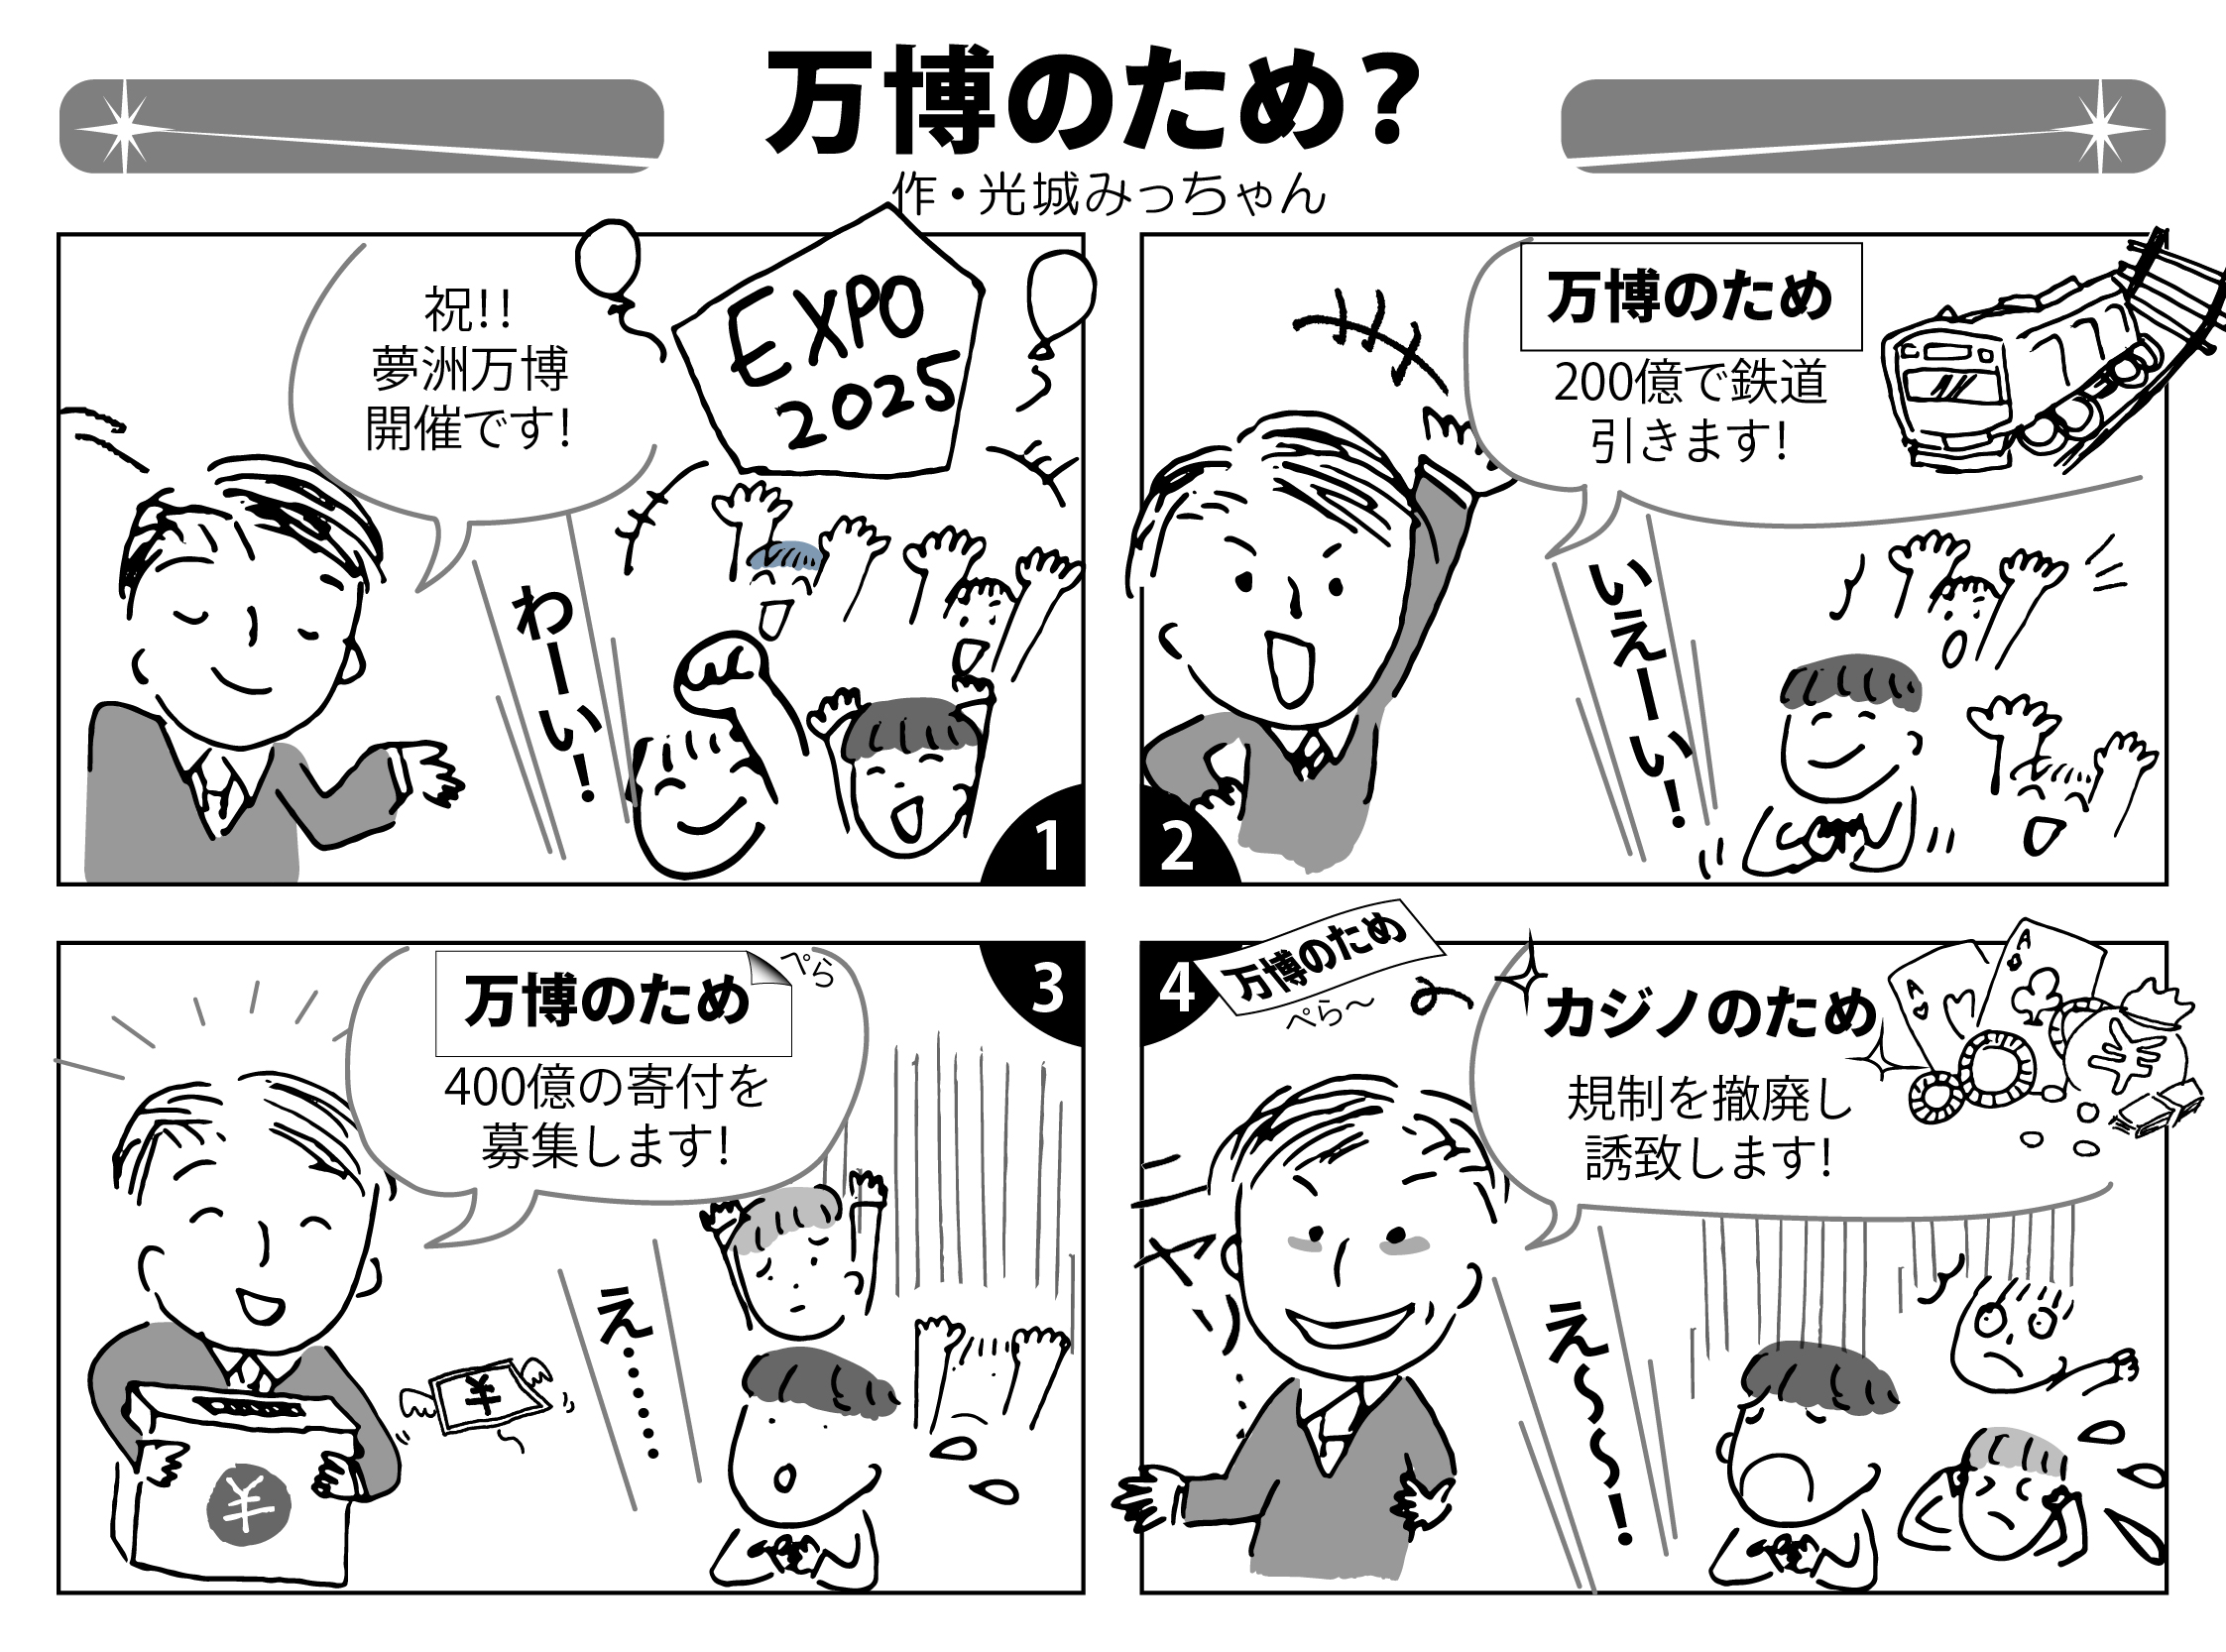 万博のため?
作・光城みっちゃん
祝!!
夢洲万博
開催です!
EXPO
2025
わーい!
1
万博のため
200億で鉄道
引きます!
いえーい!
2
万博のため
ぺら
400億の寄付を
募集します!
¥
¥
え……
3
4
万博のため
ぺら～
カジノのため
規制を撤廃し
誘致します!
A
A
¥
ニヤリ
え～～!